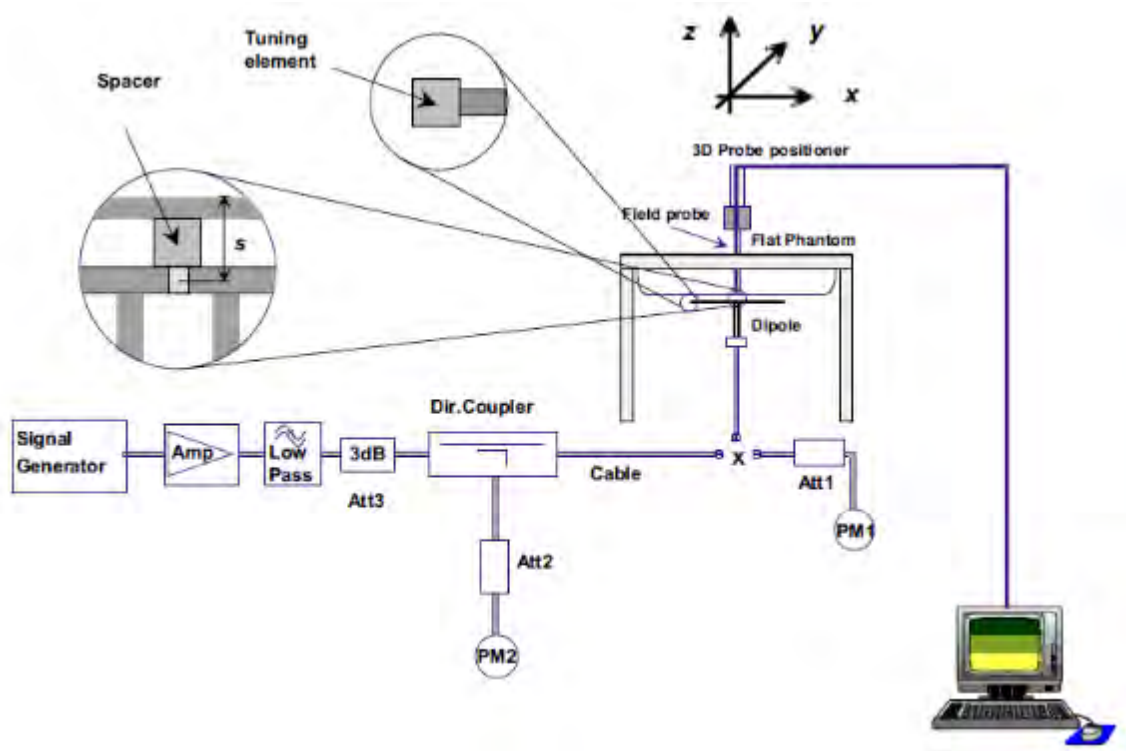 z
y
x
Tuning
element
Spacer
s
3D Probe positioner
Field probe
Flat Phantom
Dipole
Dir.Coupler
Signal
Generator
Amp
Low
Pass
3dB
Att3
Cable
X
Att1
PM1
Att2
PM2